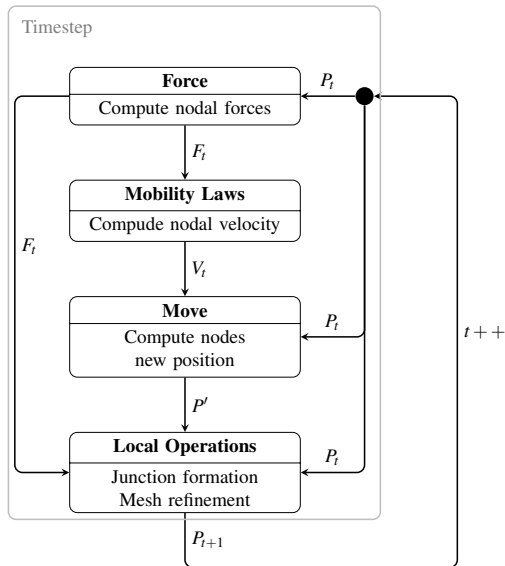 Timestep
Force
P_t
Compute nodal forces
F_t
Mobility Laws
Compude nodal velocity
F_t
V_t
Move
P_t
t++
Compute nodes
new position
P′
Local Operations
P_t
Junction formation
Mesh refinement
P_{t+1}